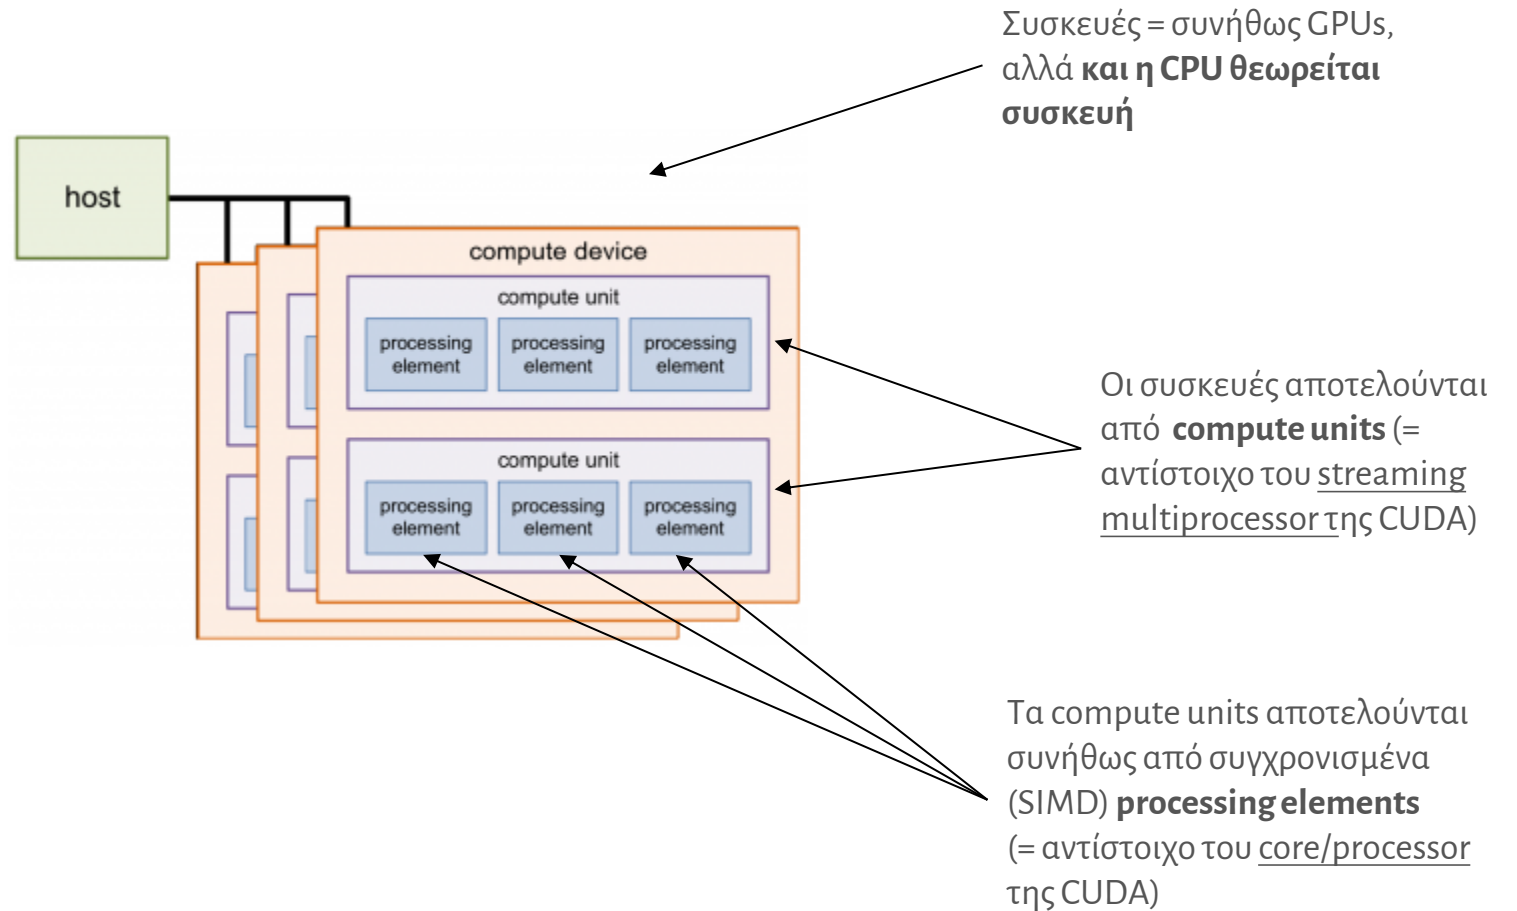 Συσκευές = συνήθως GPUs,
αλλά και η CPU θεωρείται
συσκευή
host
compute device
compute unit
processing element
processing element
processing element
compute unit
processing element
processing element
processing element
Οι συσκευές αποτελούνται
από compute units (=
αντίστοιχο του streaming
multiprocessor της CUDA)
Τα compute units αποτελούνται
συνήθως από συγχρονισμένα
(SIMD) processing elements
(= αντίστοιχο του core/processor
της CUDA)